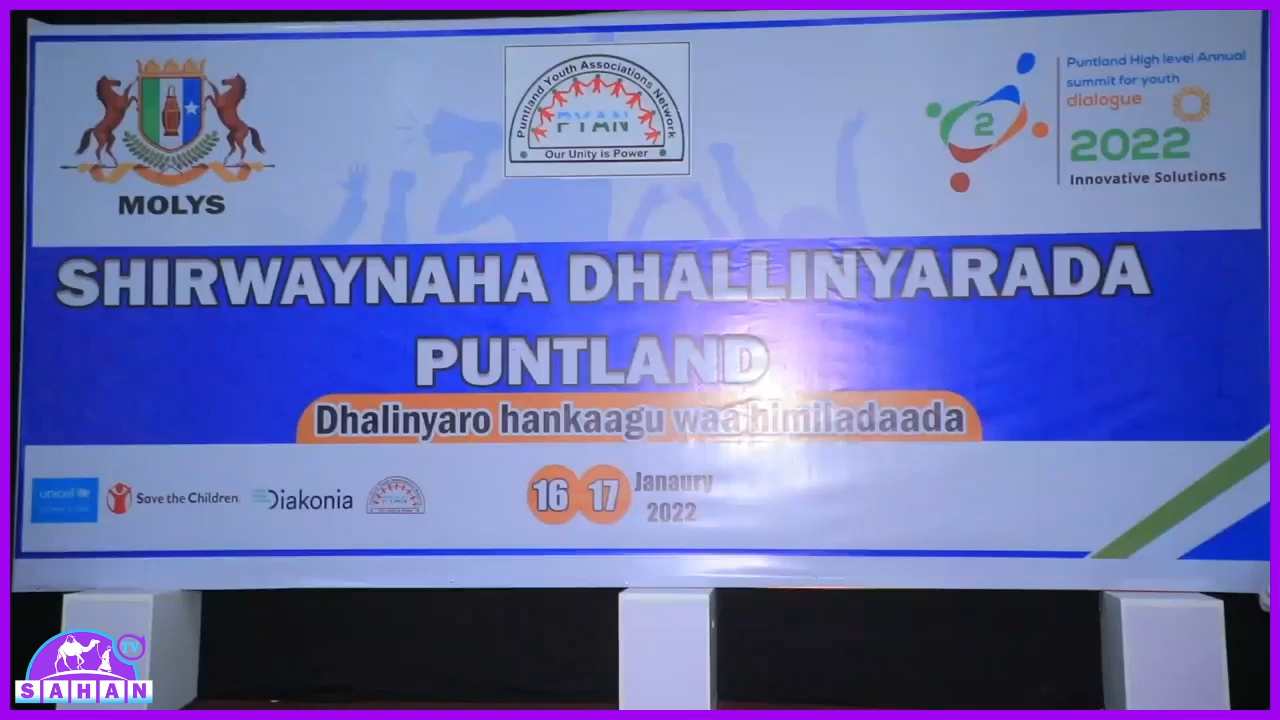 MOLYS
Puntland Youth Associations Network
PYAN
Our Unity is Power
2
Puntland High level Annual
summit for youth
dialogue
2022
Innovative Solutions
SHIRWAYNAHA DHALLINYARADA
PUNTLAND
Dhalinyaro hankaagu waa himiladaada
unicef
Save the Children.
Diakonia
PYAN
16 17 Janaury
2022
TV
SAHAN